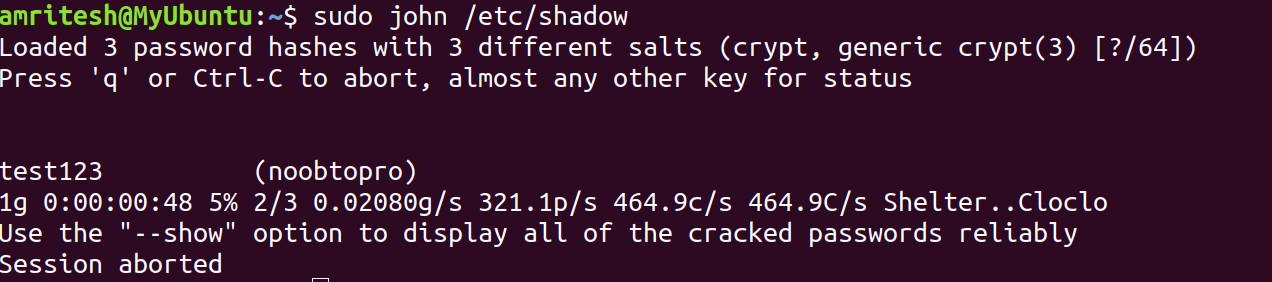 amritesh@MyUbuntu:~$ sudo john /etc/shadow
Loaded 3 password hashes with 3 different salts (crypt, generic crypt(3) [?/64])
Press 'q' or Ctrl-C to abort, almost any other key for status
test123 (noobtopro)
1g 0:00:00:48 5% 2/3 0.02080g/s 321.1p/s 464.9c/s 464.9C/s Shelter..Cloclo
Use the "--show" option to display all of the cracked passwords reliably
Session aborted